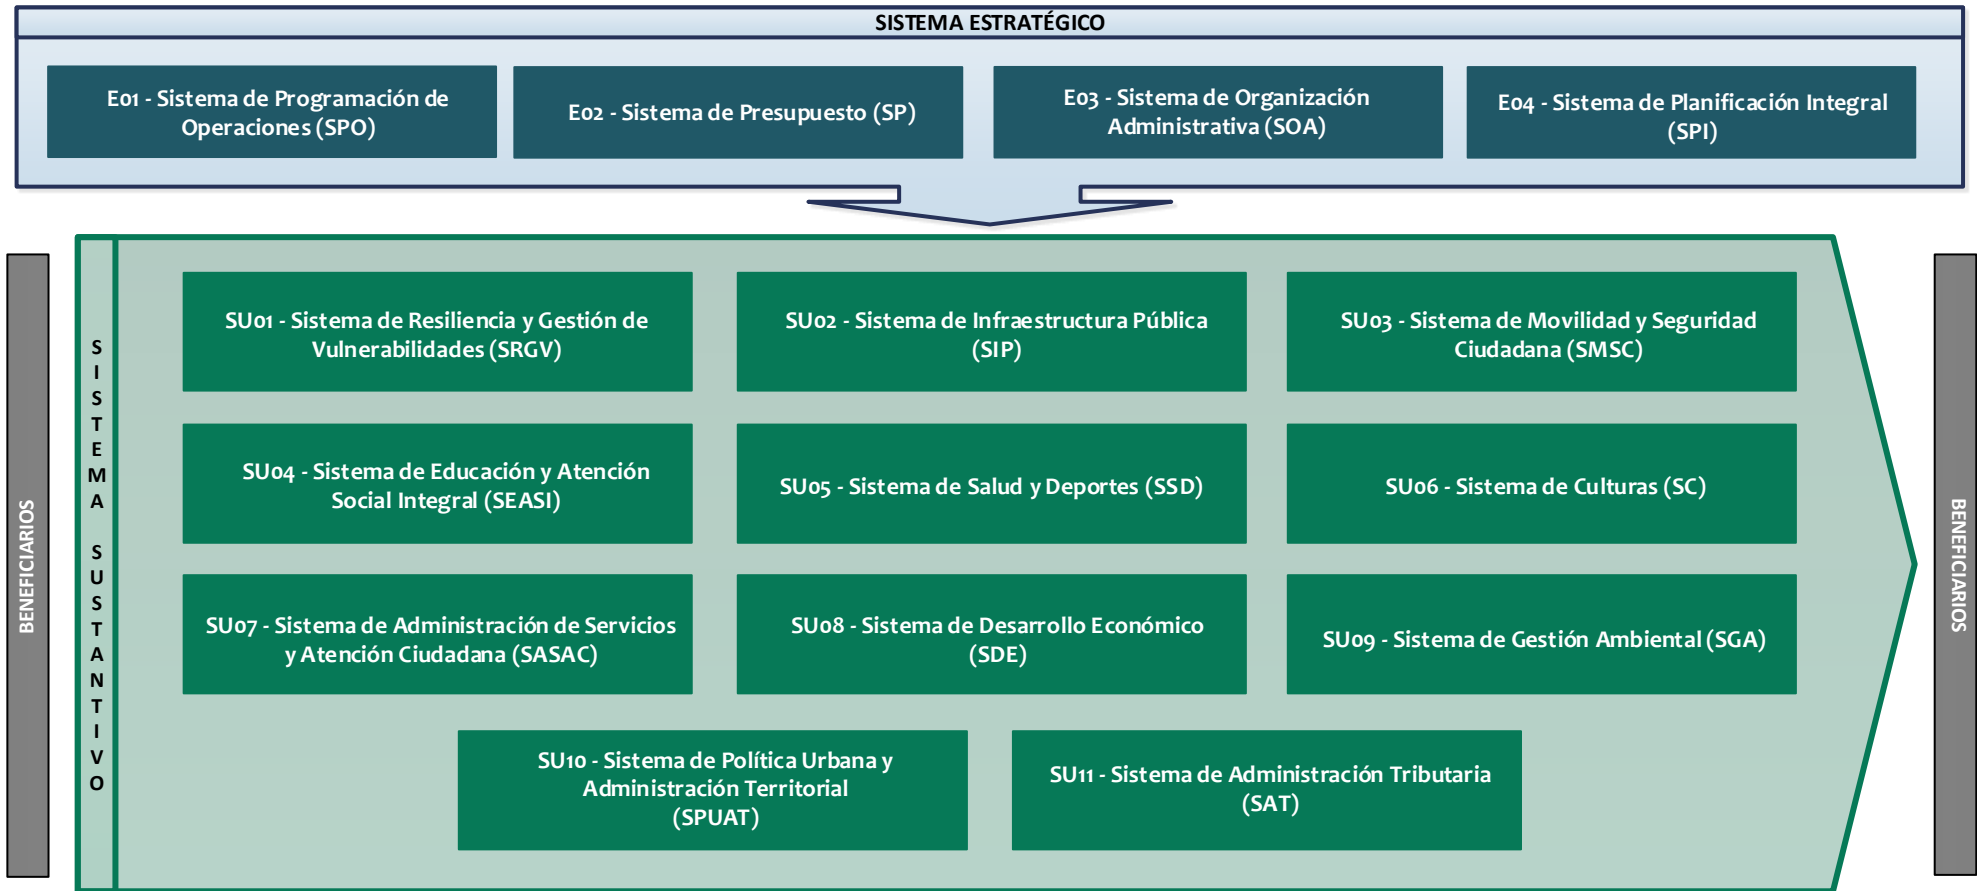 SISTEMA ESTRATÉGICO
E01 - Sistema de Programación de
Operaciones (SPO)
E02 - Sistema de Presupuesto (SP)
E03 - Sistema de Organización
Administrativa (SOA)
E04 - Sistema de Planificación Integral
(SPI)
BENEFICIARIOS
SISTEMA SUSTANTIVO
SU01 - Sistema de Resiliencia y Gestión de
Vulnerabilidades (SRGV)
SU02 - Sistema de Infraestructura Pública
(SIP)
SU03 - Sistema de Movilidad y Seguridad
Ciudadana (SMSC)
SU04 - Sistema de Educación y Atención
Social Integral (SEASI)
SU05 - Sistema de Salud y Deportes (SSD)
SU06 - Sistema de Culturas (SC)
SU07 - Sistema de Administración de Servicios
y Atención Ciudadana (SASAC)
SU08 - Sistema de Desarrollo Económico
(SDE)
SU09 - Sistema de Gestión Ambiental (SGA)
SU10 - Sistema de Política Urbana y
Administración Territorial
(SPUAT)
SU11 - Sistema de Administración Tributaria
(SAT)
BENEFICIARIOS